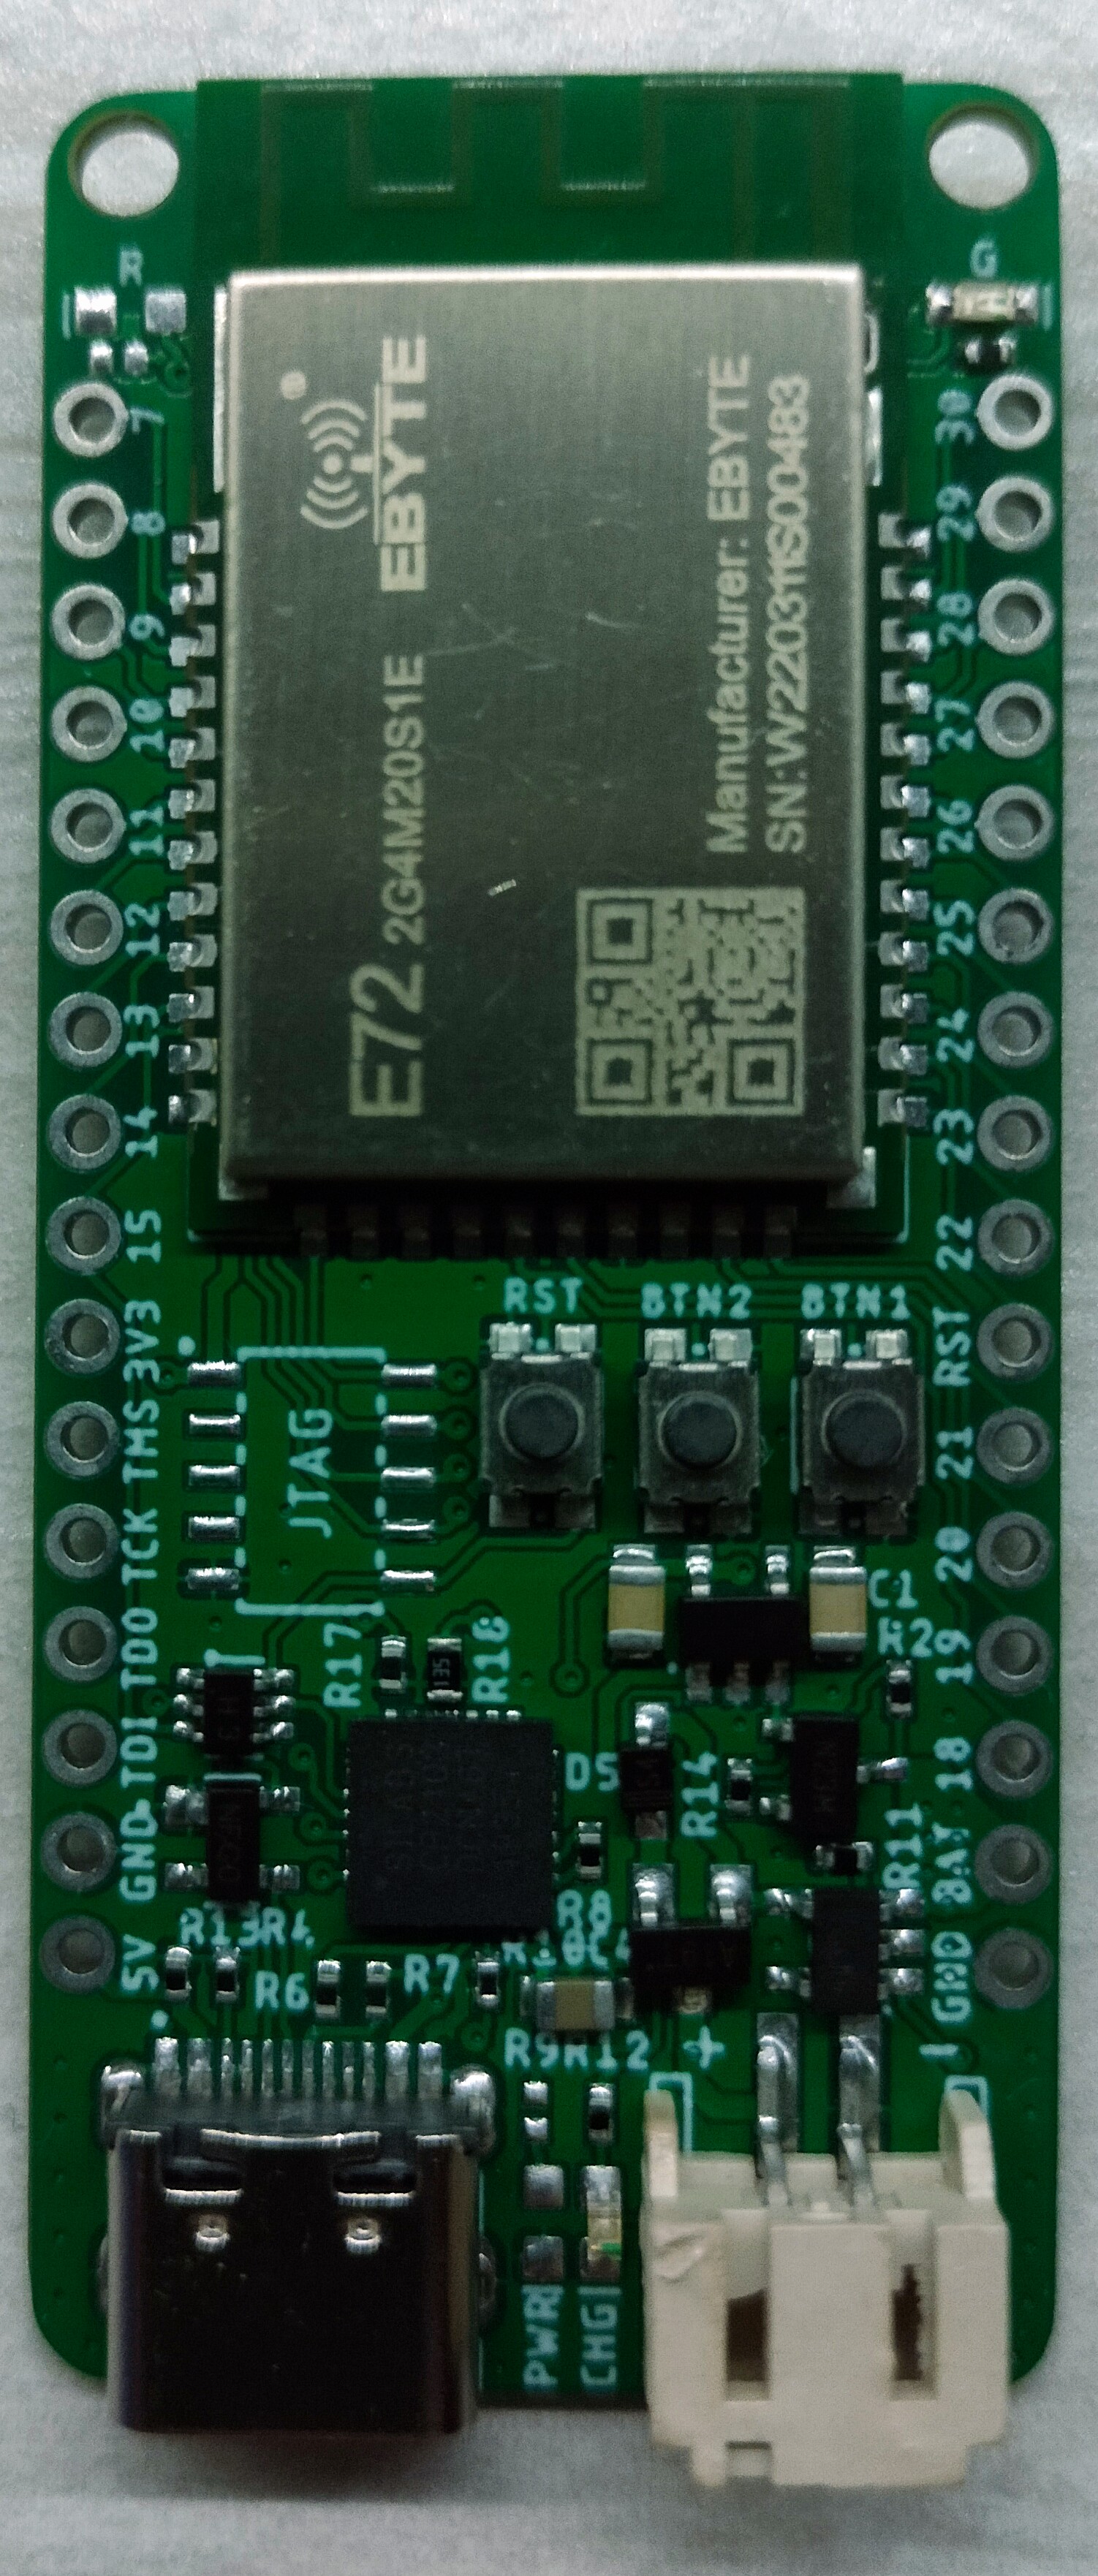 R
G
7
8
9
10
11
12
13
14
15
3V3
TMS
TCK
TDO
TDI
GND
5V
30
29
28
27
26
25
24
23
22
RST
21
20
19
18
BAT
GND
®
EBYTE
E72 2G4M20S1E
Manufacturer: EBYTE
SN:W220311S00483
RST
BTN2
BTN1
JTAG
C1
R2
R17
R18
135
D5
R14
R11
R8
R13
R4
R6
R7
R9
R12
+
-
PWR
CHG